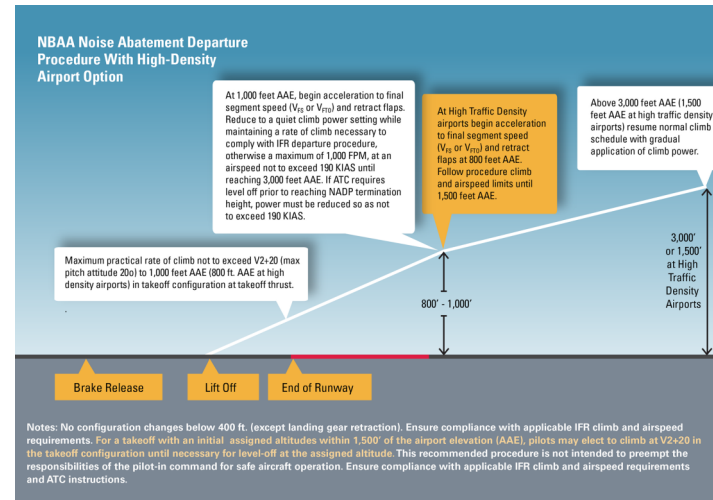 NBAA Noise Abatement Departure
Procedure With High-Density
Airport Option
At 1,000 feet AAE, begin acceleration to final
segment speed (VFS or VFTO) and retract flaps.
Reduce to a quiet climb power setting while
maintaining a rate of climb necessary to
comply with IFR departure procedure,
otherwise a maximum of 1,000 FPM, at an
airspeed not to exceed 190 KIAS until
reaching 3,000 feet AAE. If ATC requires
level off prior to reaching NADP termination
height, power must be reduced so as not
to exceed 190 KIAS.
At High Traffic Density
airports begin acceleration
to final segment speed
(VFS or VFTO) and retract
flaps at 800 feet AAE.
Follow procedure climb
and airspeed limits until
1,500 feet AAE.
Above 3,000 feet AAE (1,500
feet AAE at high traffic density
airports) resume normal climb
schedule with gradual
application of climb power.
Maximum practical rate of climb not to exceed V2+20 (max
pitch attitude 20o) to 1,000 feet AAE (800 ft. AAE at high
density airports) in takeoff configuration at takeoff thrust.
.
800' - 1,000'
3,000'
or 1,500'
at High
Traffic
Density
Airports
Brake Release
Lift Off
End of Runway
Notes: No configuration changes below 400 ft. (except landing gear retraction). Ensure compliance with applicable IFR climb and airspeed
requirements. For a takeoff with an initial assigned altitudes within 1,500' of the airport elevation (AAE), pilots may elect to climb at V2+20 in
the takeoff configuration until necessary for level-off at the assigned altitude. This recommended procedure is not intended to preempt the
responsibilities of the pilot-in command for safe aircraft operation. Ensure compliance with applicable IFR climb and airspeed requirements
and ATC instructions.